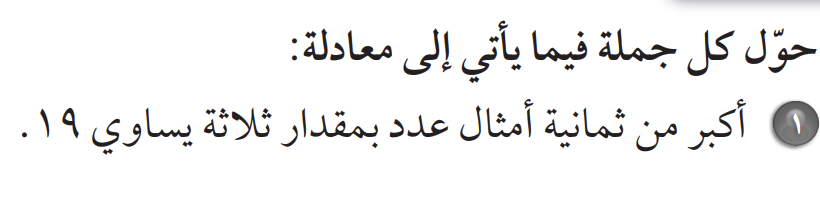 حوّل كل جملة فيما يأتي إلى معادلة:
١ أكبر من ثمانية أمثال عدد بمقدار ثلاثة يساوي ١٩.